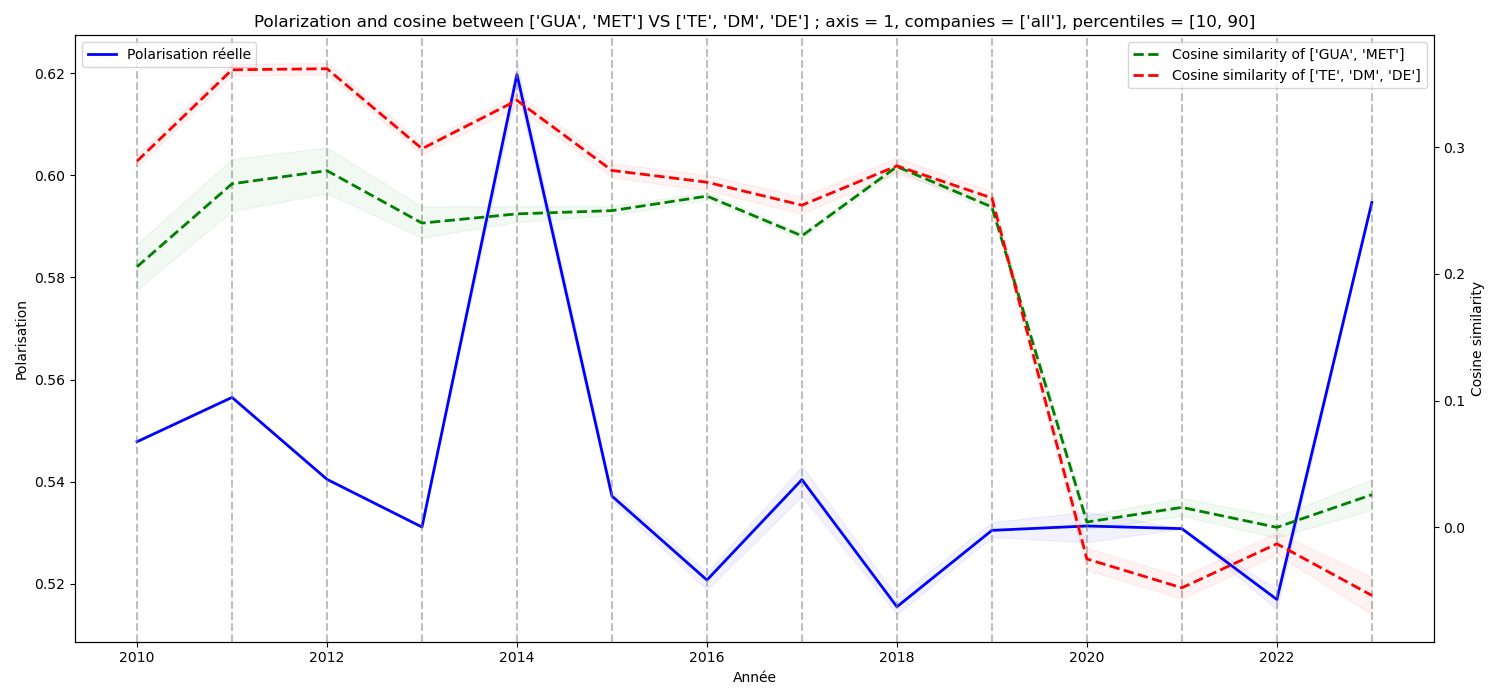 Polarization and cosine between ['GUA', 'MET'] VS ['TE', 'DM', 'DE'] ; axis = 1, companies = ['all'], percentiles = [10, 90]
Polarisation réelle
Cosine similarity of ['GUA', 'MET']
Cosine similarity of ['TE', 'DM', 'DE']
0.62
0.60
0.58
0.56
0.54
0.52
Polarisation
0.3
0.2
0.1
0.0
Cosine similarity
2010
2012
2014
2016
2018
2020
2022
Année